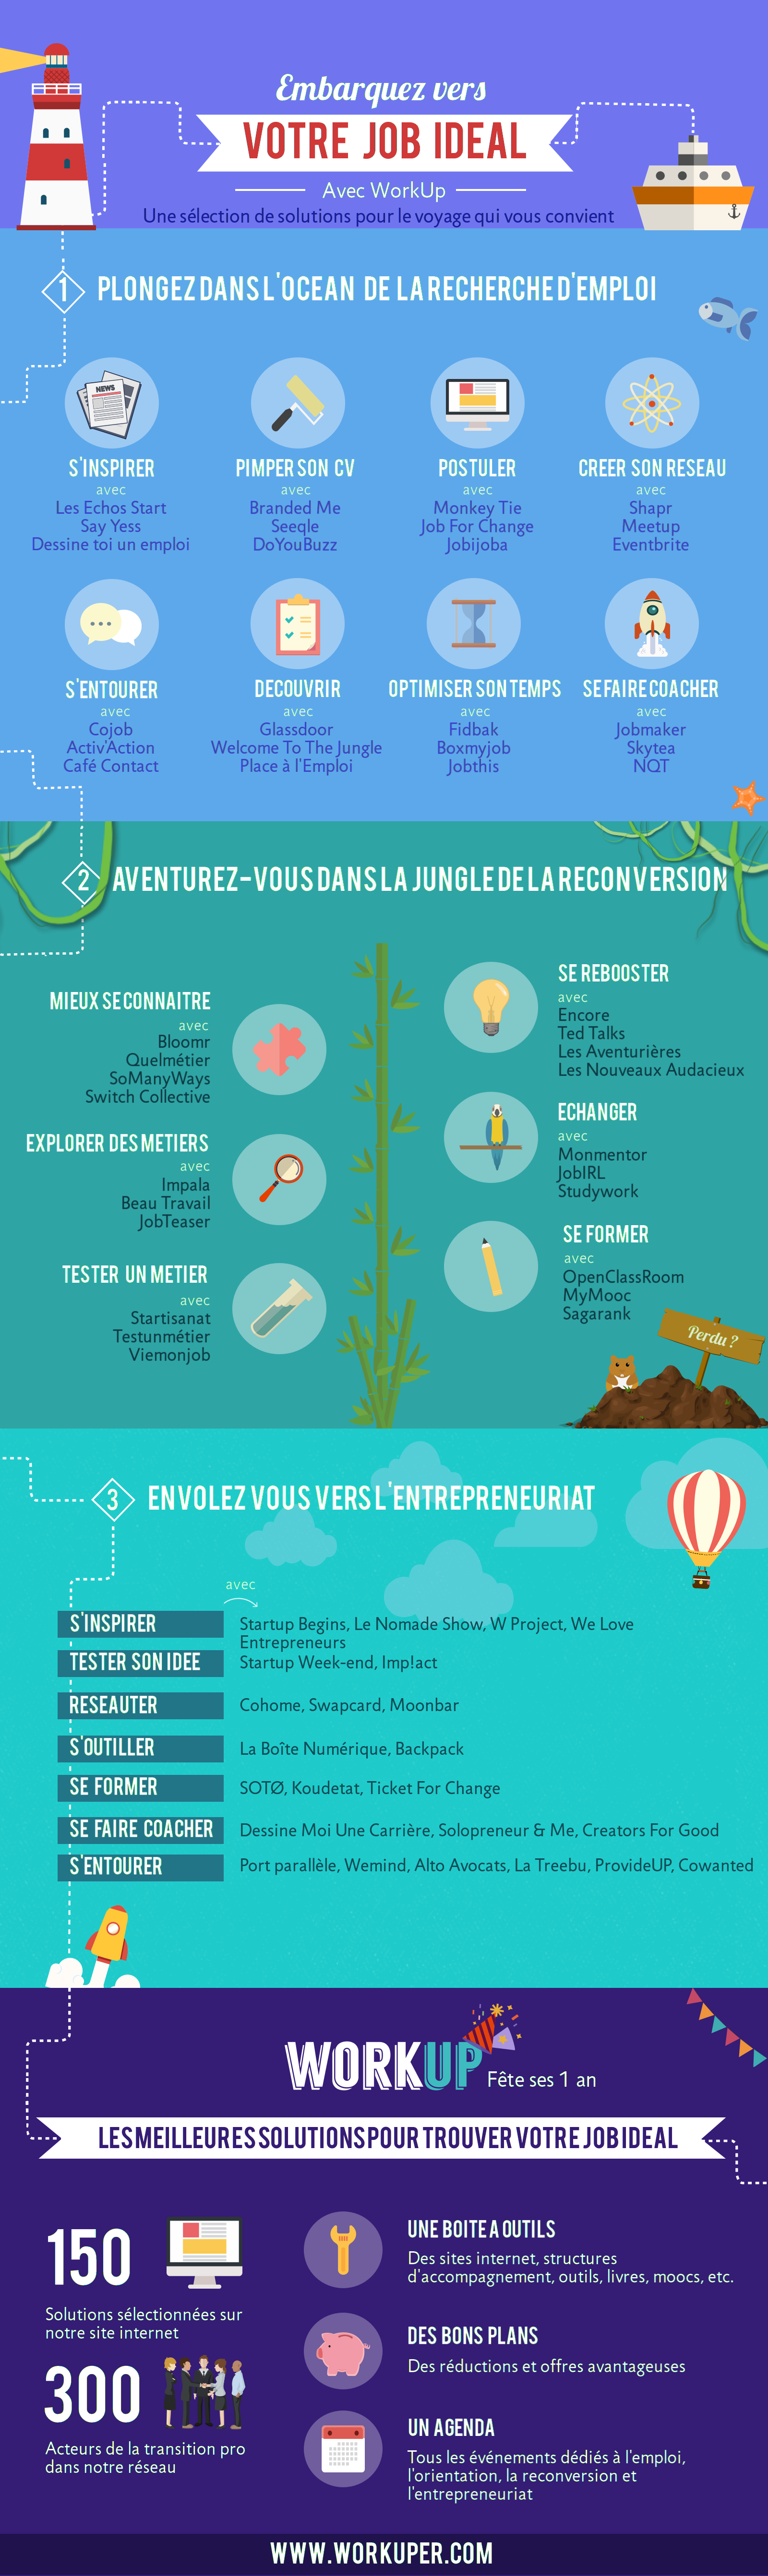 Embarquez vers
VOTRE JOB IDEAL
Avec WorkUp
Une sélection de solutions pour le voyage qui vous convient
1 PLONGEZ DANS L'OCEAN DE LA RECHERCHE D'EMPLOI
NEWS
S'INSPIRER
avec
Les Echos Start
Say Yess
Dessine toi un emploi
PIMPER SON CV
avec
Branded Me
Seeqle
DoYouBuzz
POSTULER
avec
Monkey Tie
Job For Change
Jobijoba
CREER SON RESEAU
avec
Shapr
Meetup
Eventbrite
S'ENTOURER
avec
Cojob
Activ'Action
Café Contact
DECOUVRIR
avec
Glassdoor
Welcome To The Jungle
Place à l'Emploi
OPTIMISER SON TEMPS
avec
Fidbak
Boxmyjob
Jobthis
SE FAIRE COACHER
avec
Jobmaker
Skytea
NQT
2 AVENTUREZ-VOUS DANS LA JUNGLE DE LA RECONVERSION
MIEUX SE CONNAITRE
avec
Bloomr
Quelmétier
SoManyWays
Switch Collective
EXPLORER DES METIERS
avec
Impala
Beau Travail
JobTeaser
TESTER UN METIER
avec
Startisanat
Testunmétier
Viemonjob
SE REBOOSTER
avec
Encore
Ted Talks
Les Aventurières
Les Nouveaux Audacieux
ECHANGER
avec
Monmentor
JobIRL
Studywork
SE FORMER
avec
OpenClassRoom
MyMooc
Sagarank
Perdu ?
3 ENVOLEZ VOUS VERS L'ENTREPRENEURIAT
avec
S'INSPIRER
Startup Begins, Le Nomade Show, W Project, We Love
Entrepreneurs
TESTER SON IDEE
Startup Week-end, Imp!act
RESEAUTER
Cohome, Swapcard, Moonbar
S'OUTILLER
La Boîte Numérique, Backpack
SE FORMER
SOTØ, Koudetat, Ticket For Change
SE FAIRE COACHER
Dessine Moi Une Carrière, Solopreneur & Me, Creators For Good
S'ENTOURER
Port parallèle, Wemind, Alto Avocats, La Treebu, ProvideUP, Cowanted
WORKUP Fête ses 1 an
LES MEILLEURES SOLUTIONS POUR TROUVER VOTRE JOB IDEAL
150
Solutions sélectionnées sur
notre site internet
300
Acteurs de la transition pro
dans notre réseau
UNE BOITE A OUTILS
Des sites internet, structures
d'accompagnement, outils, livres, moocs, etc.
DES BONS PLANS
Des réductions et offres avantageuses
UN AGENDA
Tous les événements dédiés à l'emploi,
l'orientation, la reconversion et
l'entrepreneuriat
WWW.WORKUPER.COM